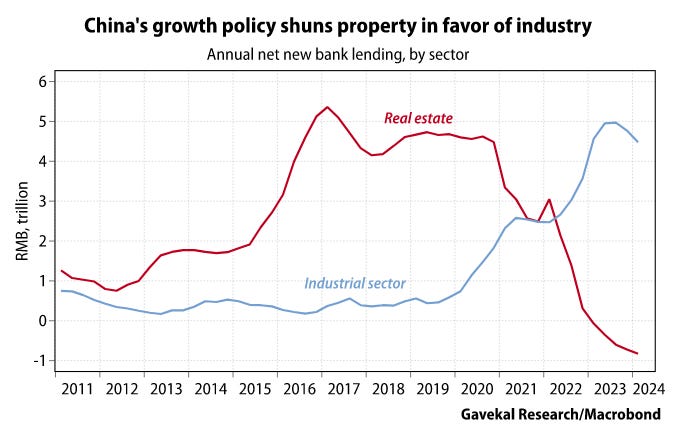 China's growth policy shuns property in favor of industry
Annual net new bank lending, by sector
RMB, trillion
6
5
4
3
2
1
0
-1
Real estate
Industrial sector
2011 2012 2013 2014 2015 2016 2017 2018 2019 2020 2021 2022 2023 2024
Gavekal Research/Macrobond